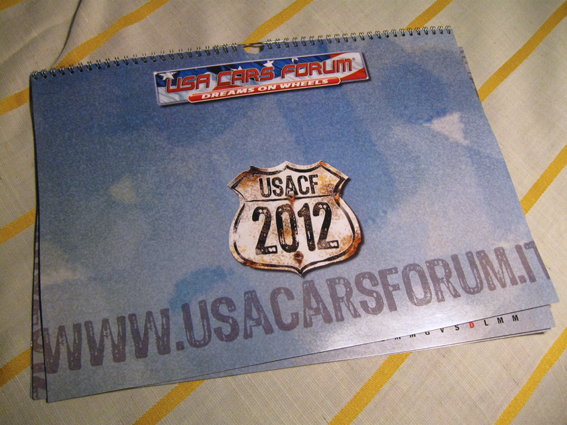 USA CARS FORUM
DREAMS ON WHEELS
USACF
2012
WWW.USACARSFORUM.IT
M M G V S D L M M